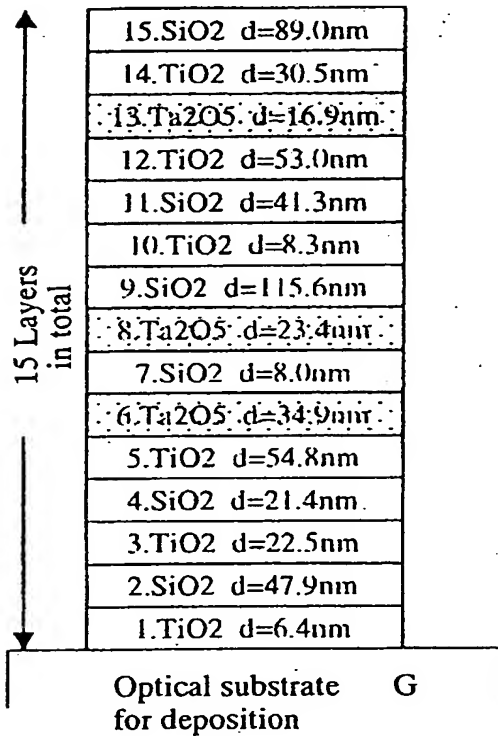 15.SiO2 d=89.0nm
14.TiO2 d=30.5nm
13.Ta2O5 d=16.9nm
12.TiO2 d=53.0nm
11.SiO2 d=41.3nm
10.TiO2 d=8.3nm
9.SiO2 d=115.6nm
8.Ta2O5 d=23.4nm
7.SiO2 d=8.0nm
6.Ta2O5 d=34.9nm
5.TiO2 d=54.8nm
4.SiO2 d=21.4nm
3.TiO2 d=22.5nm
2.SiO2 d=47.9nm
1.TiO2 d=6.4nm
15 Layers
in total
Optical substrate G
for deposition